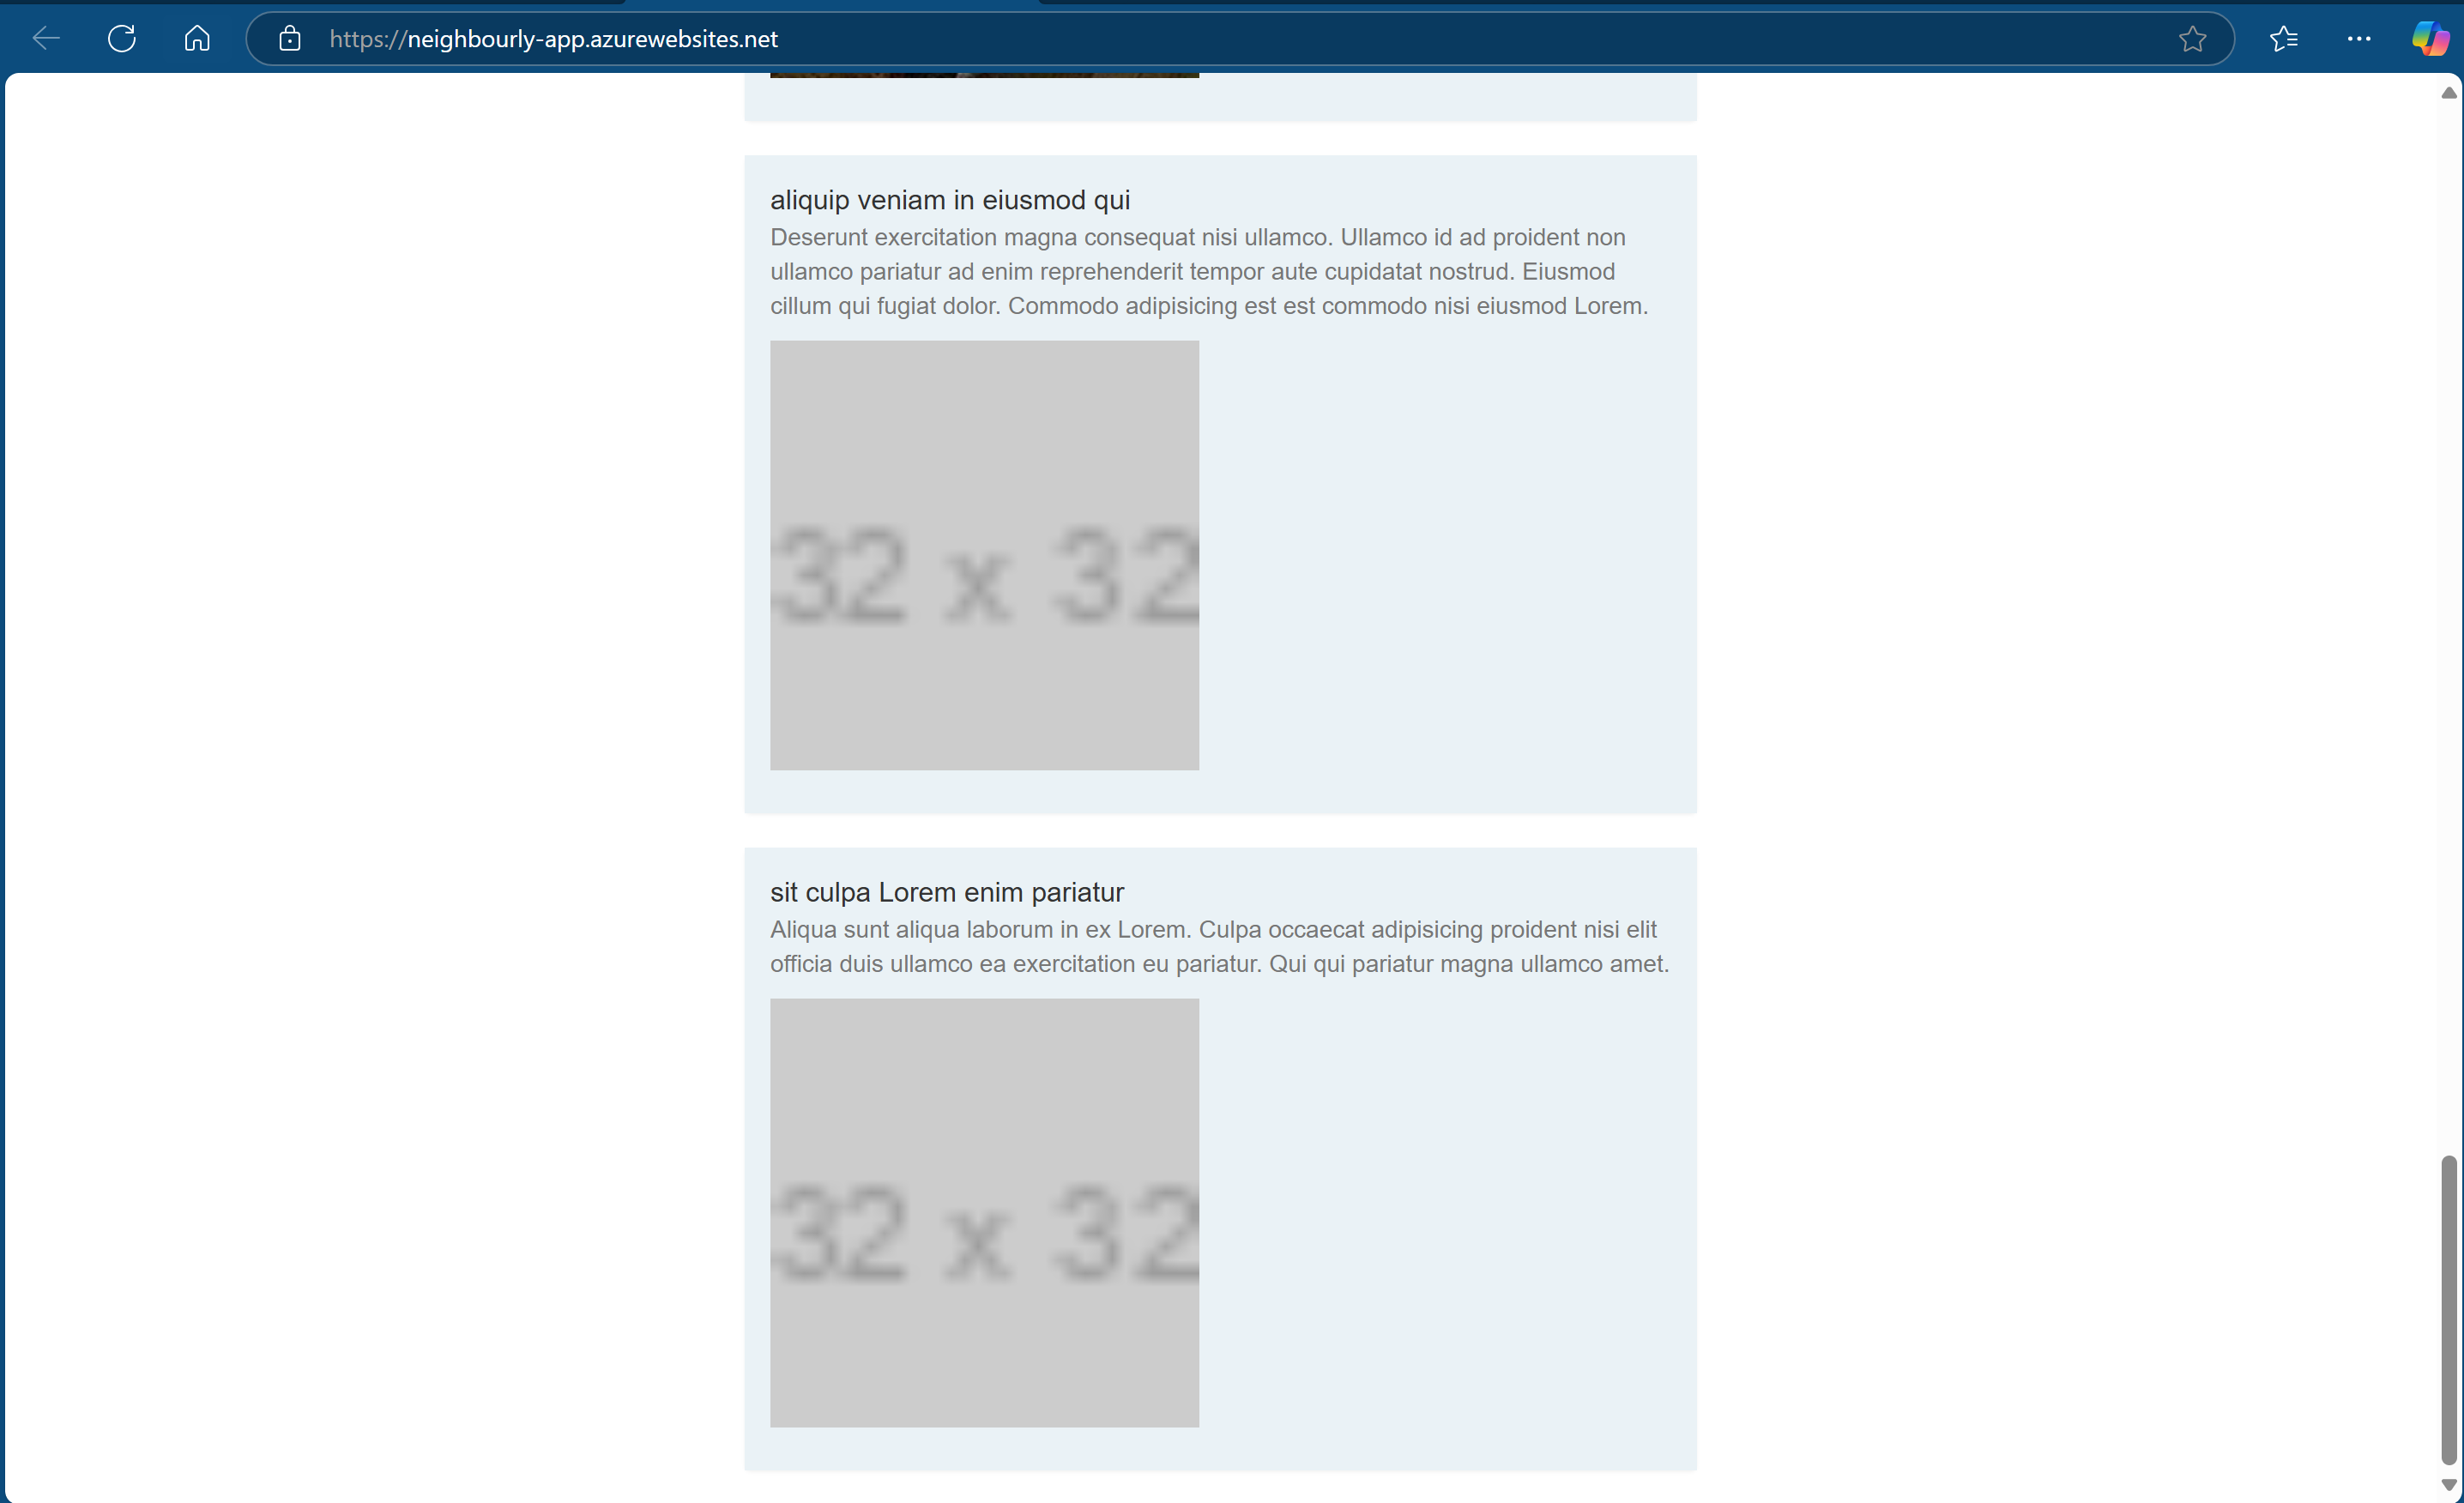 https://neighbourly-app.azurewebsites.net
aliquip veniam in eiusmod qui
Deserunt exercitation magna consequat nisi ullamco. Ullamco id ad proident non
ullamco pariatur ad enim reprehenderit tempor aute cupidatat nostrud. Eiusmod
cillum qui fugiat dolor. Commodo adipisicing est est commodo nisi eiusmod Lorem.
32 x 32
sit culpa Lorem enim pariatur
Aliqua sunt aliqua laborum in ex Lorem. Culpa occaecat adipisicing proident nisi elit
officia duis ullamco ea exercitation eu pariatur. Qui qui pariatur magna ullamco amet.
32 x 32